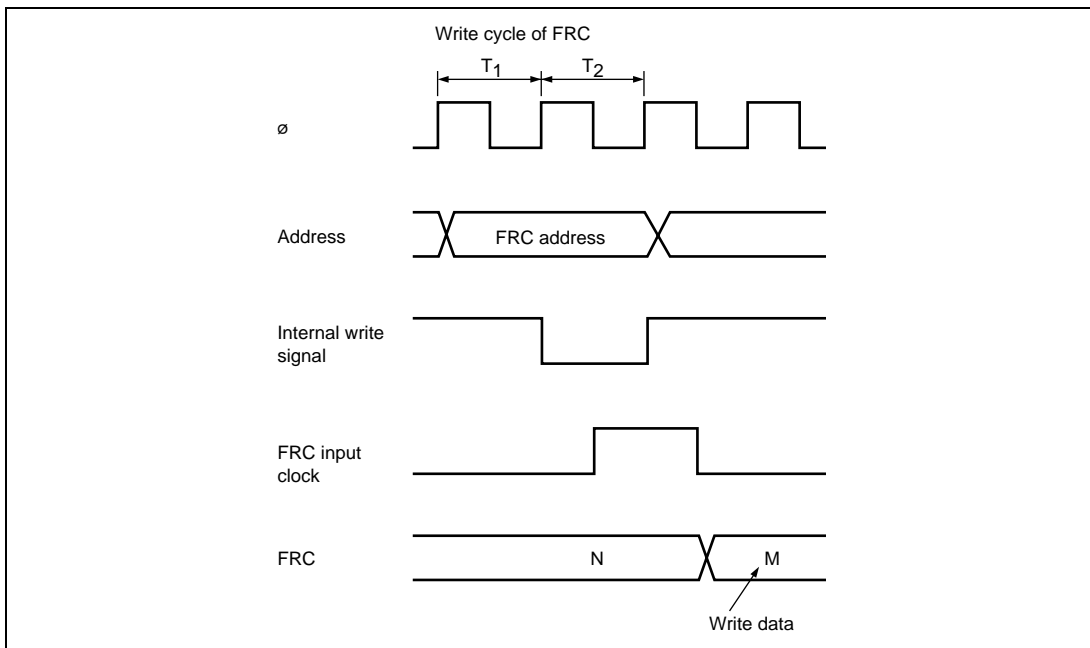 Write cycle of FRC
T1 T2
ø
Address
FRC address
Internal write
signal
FRC input
clock
FRC
N
M
Write data